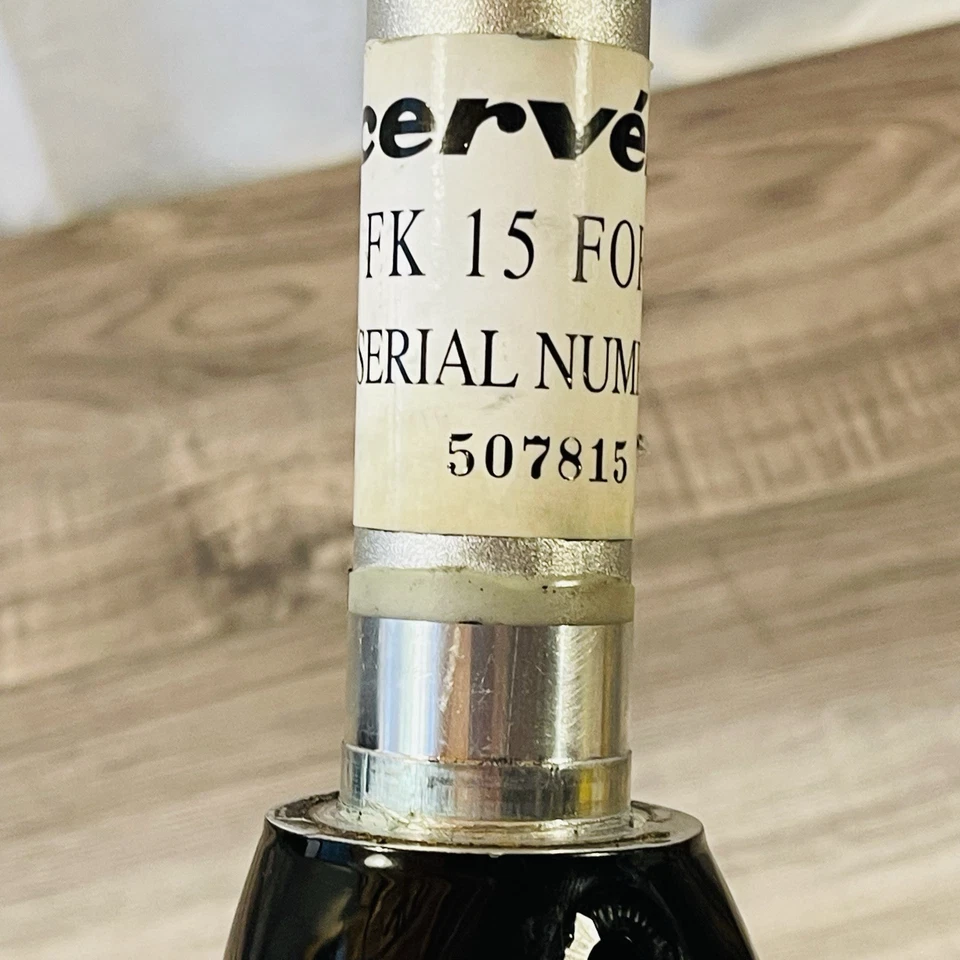 cervé
FK 15 FOR
SERIAL NUM
507815